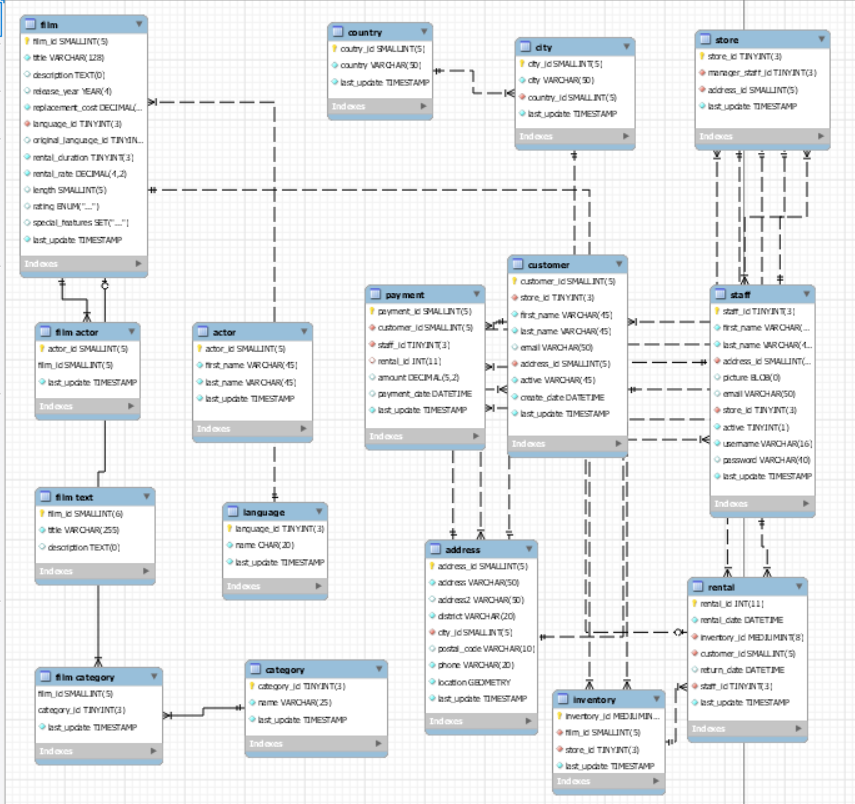 film
film_id SMALLINT(5)
title VARCHAR(128)
description TEXT(0)
release_year YEAR(4)
replacement_cost DECIMAL(...
language_id TINYINT(3)
original_language_id TINYIN...
rental_duration TINYINT(3)
rental_rate DECIMAL(4,2)
length SMALLINT(5)
rating ENUM("...")
special_features SET("...")
last_update TIMESTAMP
Indexes
country
coutry_id SMALLINT(5)
country VARCHAR(50)
last_update TIMESTAMP
Indexes
city
city_id SMALLINT(5)
city VARCHAR(50)
country_id SMALLINT(5)
last_update TIMESTAMP
Indexes
store
store_id TINYINT(3)
manager_staff_id TINYINT(3)
address_id SMALLINT(5)
last_update TIMESTAMP
Indexes
customer
customer_id SMALLINT(5)
store_id TINYINT(3)
first_name VARCHAR(45)
last_name VARCHAR(45)
email VARCHAR(50)
address_id SMALLINT(5)
active VARCHAR(45)
create_date DATETIME
last_update TIMESTAMP
Indexes
payment
payment_id SMALLINT(5)
customer_id SMALLINT(5)
staff_id TINYINT(3)
rental_id INT(11)
amount DECIMAL(5,2)
payment_date DATETIME
last_update TIMESTAMP
Indexes
staff
staff_id TINYINT(3)
first_name VARCHAR(...
last_name VARCHAR(4...
address_id SMALLINT(...
picture BLOB(0)
email VARCHAR(50)
store_id TINYINT(3)
active TINYINT(1)
username VARCHAR(16)
password VARCHAR(40)
last_update TIMESTAMP
Indexes
film actor
actor_id SMALLINT(5)
film_id SMALLINT(5)
last_update TIMESTAMP
Indexes
actor
actor_id SMALLINT(5)
first_name VARCHAR(45)
last_name VARCHAR(45)
last_update TIMESTAMP
Indexes
film text
film_id SMALLINT(6)
title VARCHAR(255)
description TEXT(0)
Indexes
language
language_id TINYINT(3)
name CHAR(20)
last_update TIMESTAMP
Indexes
address
address_id SMALLINT(5)
address VARCHAR(50)
address2 VARCHAR(50)
district VARCHAR(20)
city_id SMALLINT(5)
postal_code VARCHAR(10)
phone VARCHAR(20)
location GEOMETRY
last_update TIMESTAMP
Indexes
rental
rental_id INT(11)
rental_date DATETIME
inventory_id MEDIUMINT(8)
customer_id SMALLINT(5)
return_date DATETIME
staff_id TINYINT(3)
last_update TIMESTAMP
Indexes
film category
film_id SMALLINT(5)
category_id TINYINT(3)
last_update TIMESTAMP
Indexes
category
category_id TINYINT(3)
name VARCHAR(25)
last_update TIMESTAMP
Indexes
inventory
inventory_id MEDIUMIN...
film_id SMALLINT(5)
store_id TINYINT(3)
last_update TIMESTAMP
Indexes